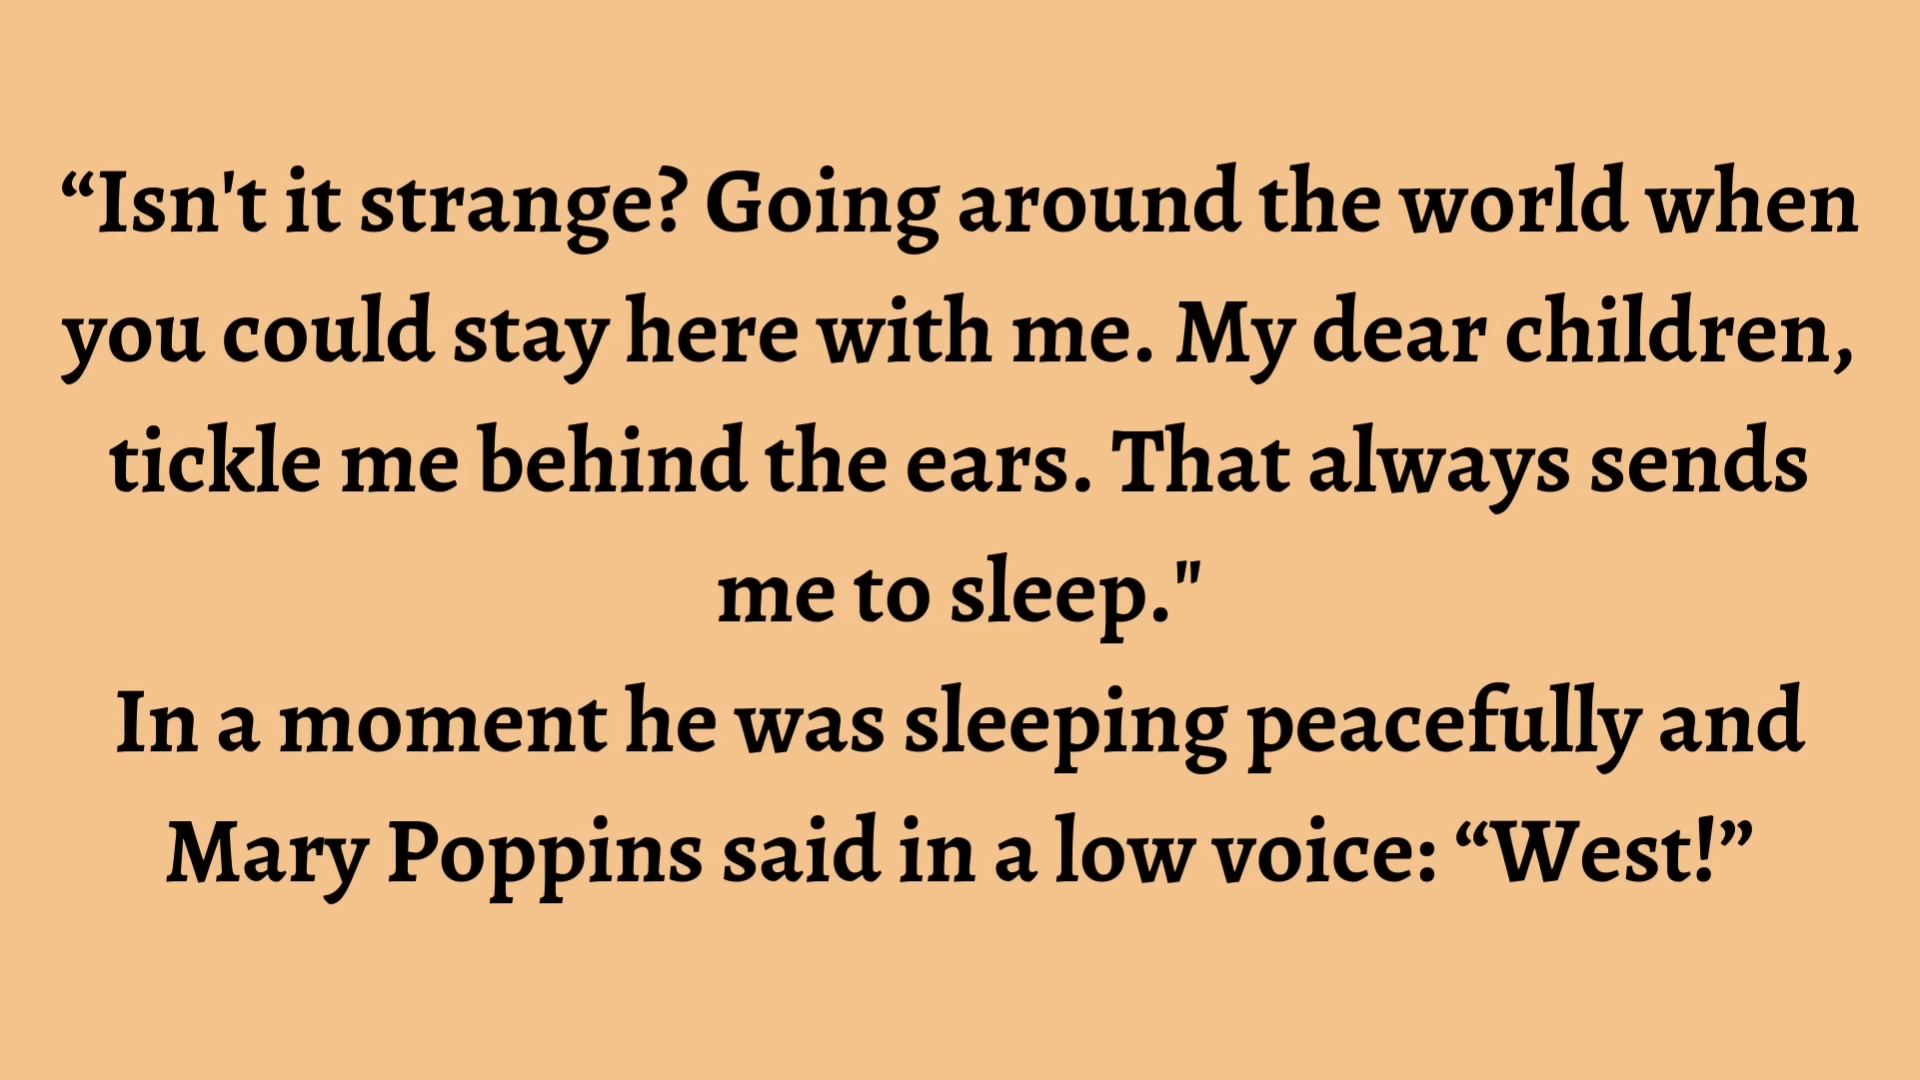 “Isn't it strange? Going around the world when
you could stay here with me. My dear children,
tickle me behind the ears. That always sends
me to sleep."
In a moment he was sleeping peacefully and
Mary Poppins said in a low voice: “West!”